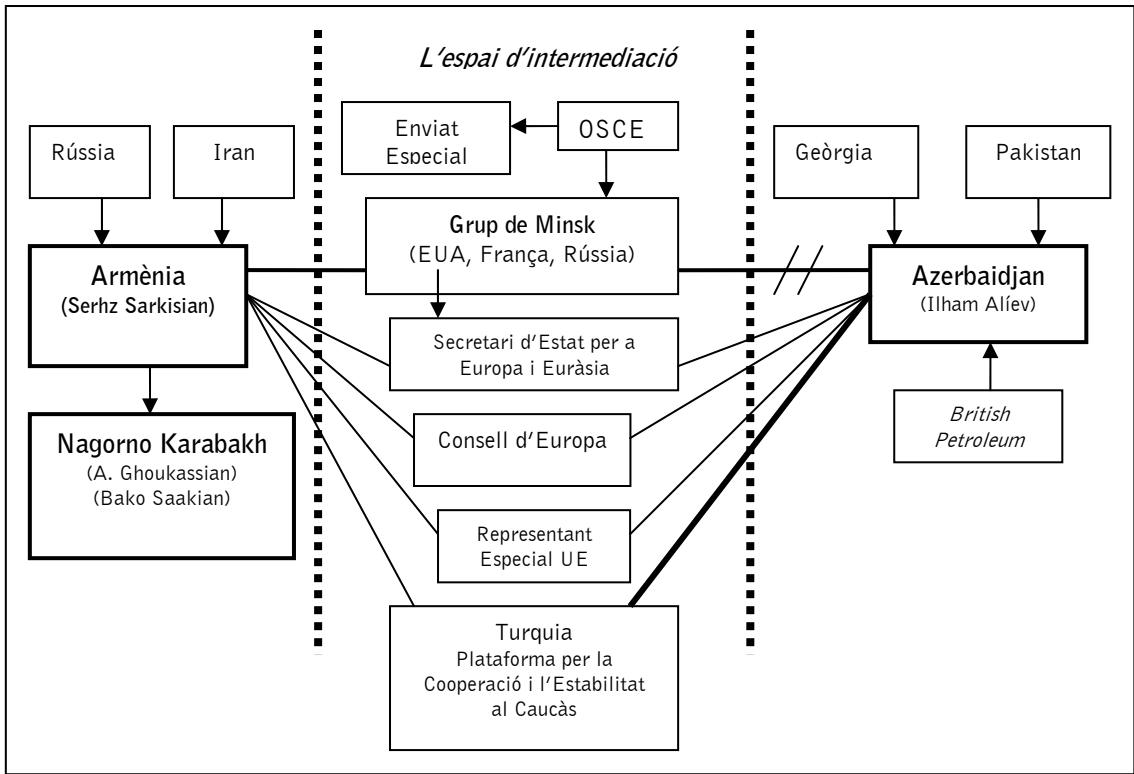 L'espai d'intermediació
Enviat
Especial
OSCE
Rússia
Iran
Geòrgia
Pakistan
Grup de Minsk
(EUA, França, Rússia)
Armènia
(Serhz Sarkisian)
Azerbaidjan
(Ilham Alíev)
Secretari d'Estat per a
Europa i Euràsia
British
Petroleum
Consell d'Europa
Nagorno Karabakh
(A. Ghoukassian)
(Bako Saakian)
Representant
Especial UE
Turquia
Plataforma per la
Cooperació i l'Estabilitat
al Caucàs